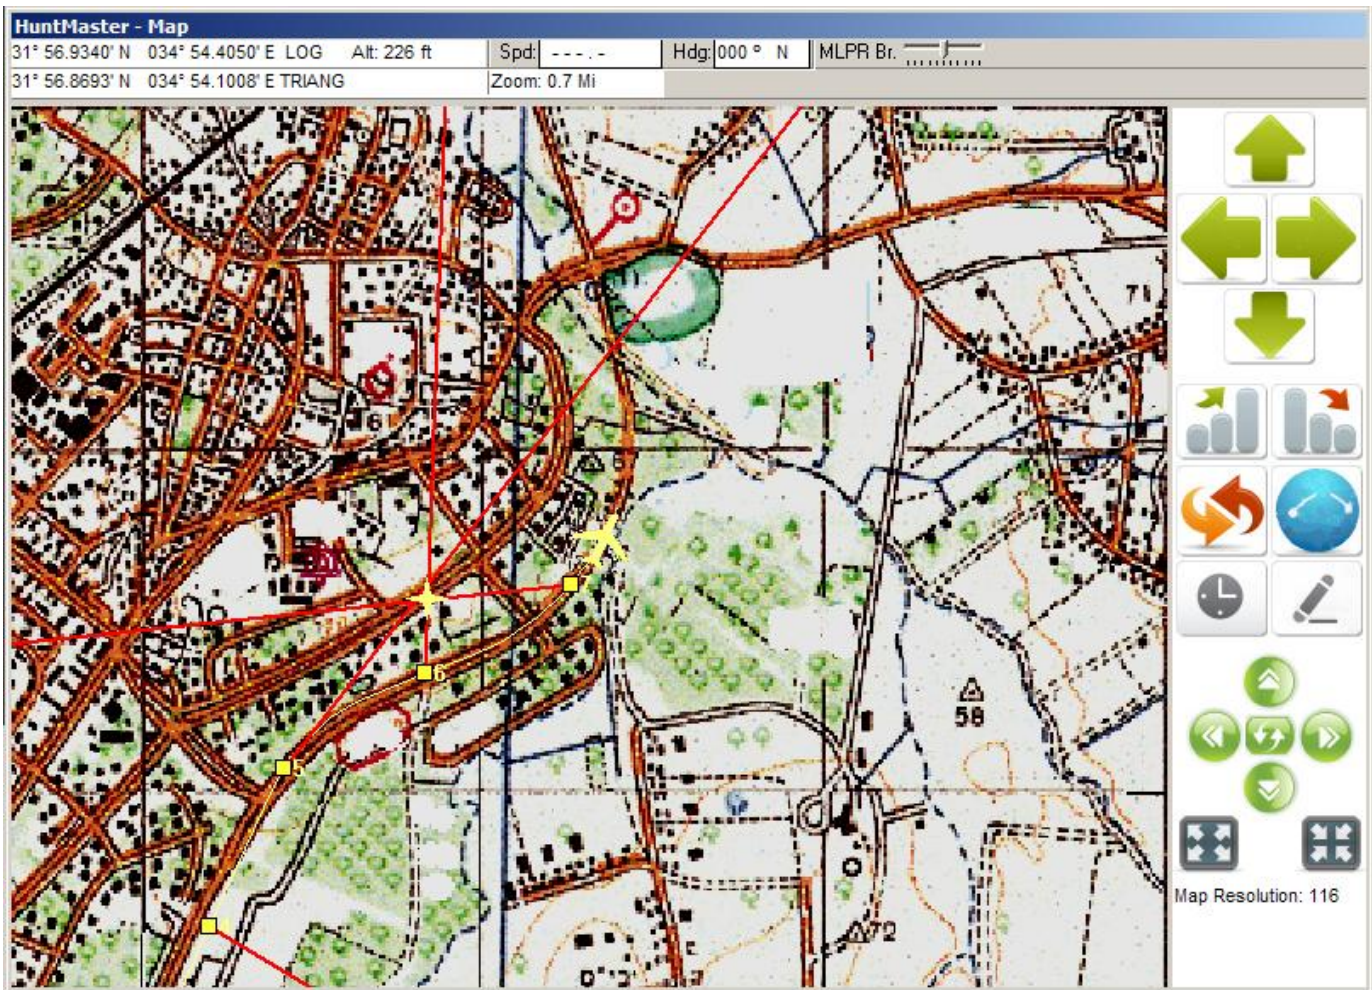 HuntMaster - Map
31° 56.9340' N 034° 54.4050' E LOG Alt: 226 ft Spd: ---.- Hdg: 000 ° N MLPR Br.
31° 56.8693' N 034° 54.1008' E TRIANG Zoom: 0.7 Mi
6
5
58
72
Map Resolution: 116